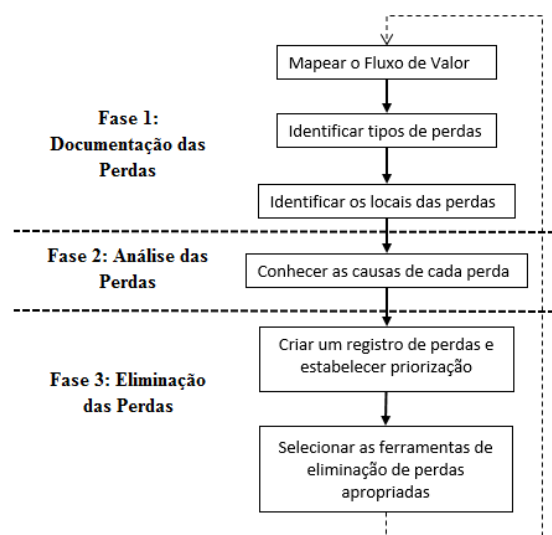 Mapear o Fluxo de Valor
Fase 1:
Documentação das
Perdas
Identificar tipos de perdas
Identificar os locais das perdas
Fase 2: Análise das
Perdas
Conhecer as causas de cada perda
Fase 3: Eliminação
das Perdas
Criar um registro de perdas e
estabelecer priorização
Selecionar as ferramentas de
eliminação de perdas
apropriadas